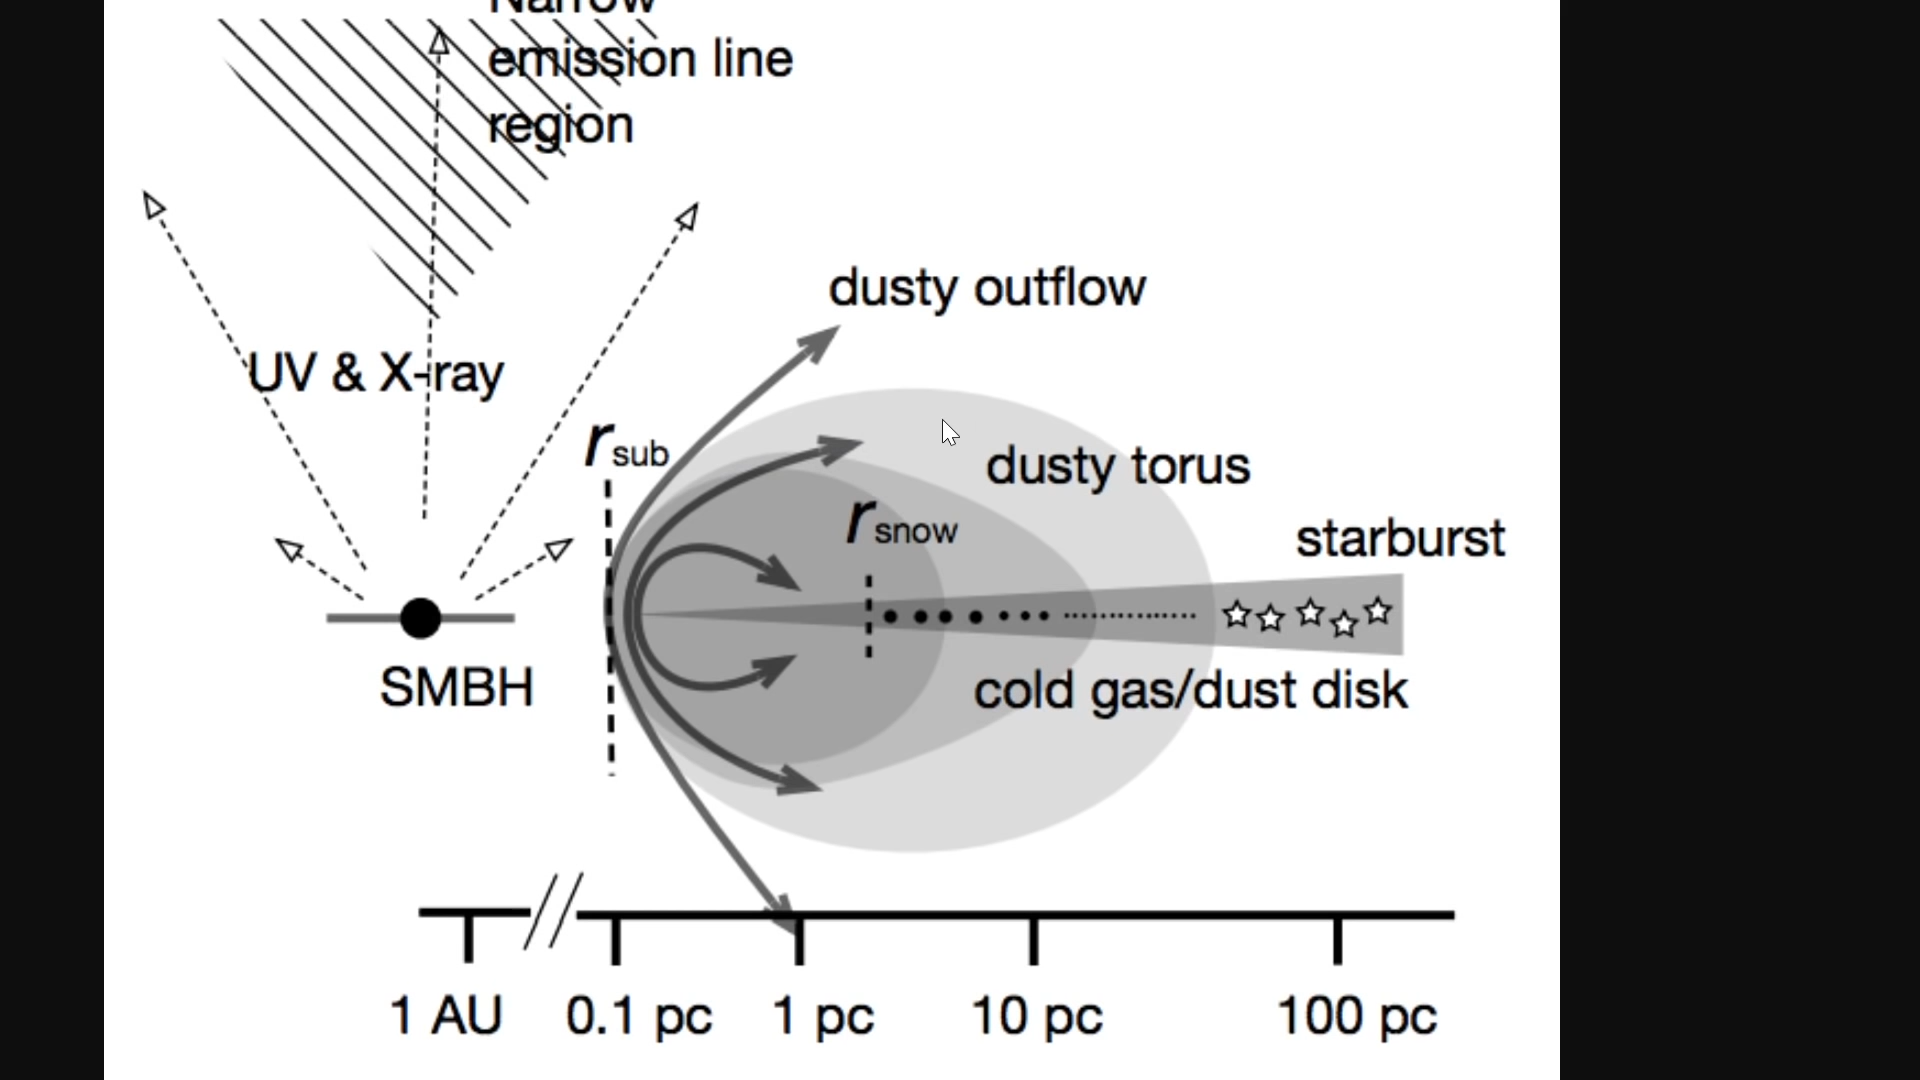 Narrow
emission line
region
dusty outflow
UV & X-ray
r sub
dusty torus
r snow
starburst
SMBH
cold gas/dust disk
1 AU
0.1 pc
1 pc
10 pc
100 pc